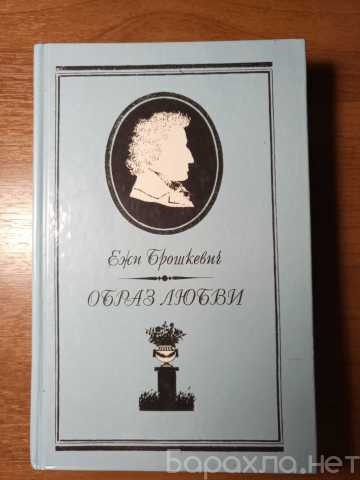 Ежи Брошкевич
ОБРАЗ ЛЮБВИ
Барахла.нет